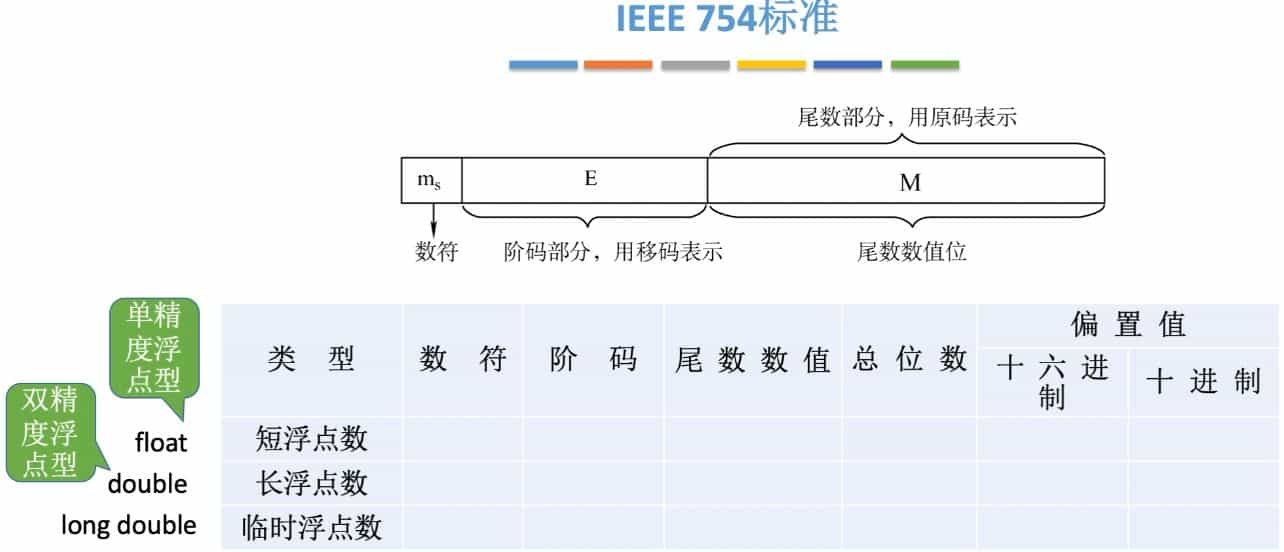 IEEE 754标准
尾数部分，用原码表示
mₛ E M
数符 阶码部分，用移码表示 尾数数值位
单精
度浮
点型
双精
度浮
点型
类 型 数 符 阶 码 尾 数 数 值 总 位 数 偏 置 值
十 六 进
制
十 进 制
float 短浮点数
double 长浮点数
long double 临时浮点数